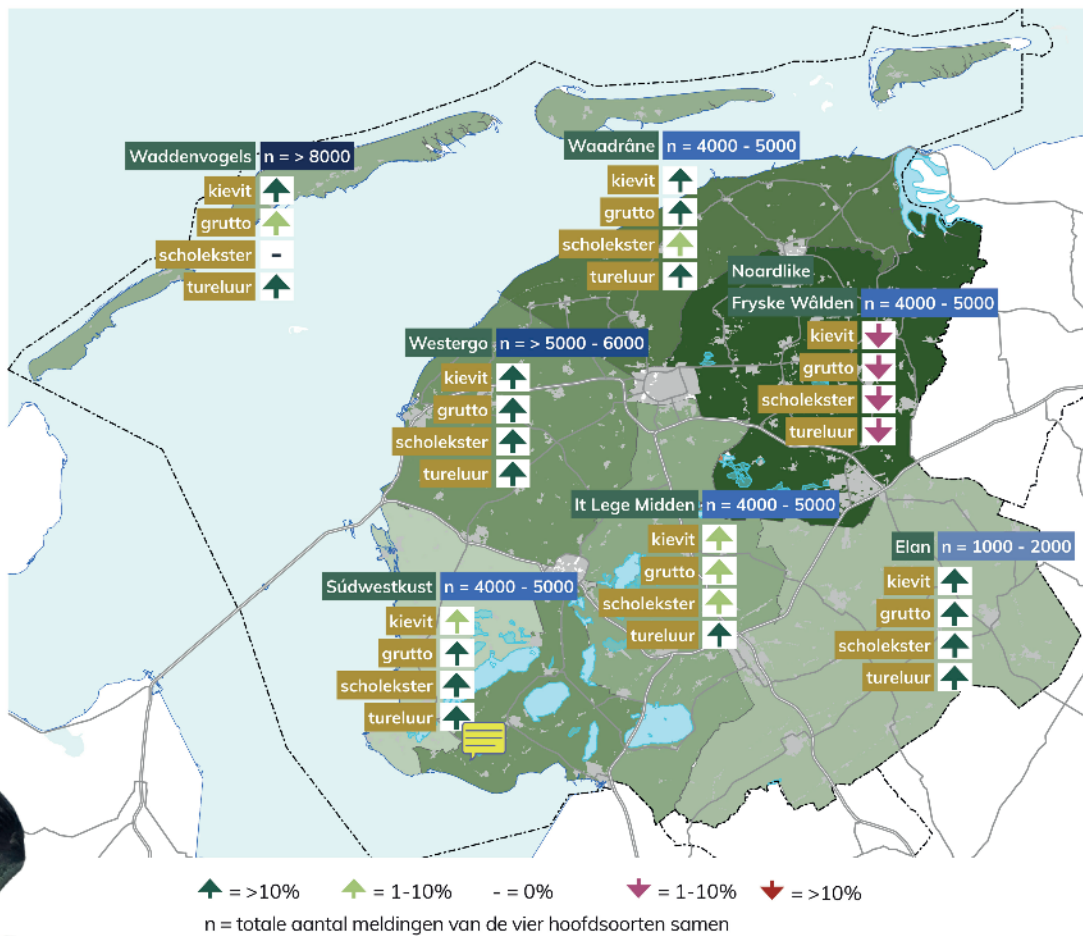 Waddenvogels n = > 8000
kievit
grutto
scholekster -
tureluur
Waadrâne n = 4000 - 5000
kievit
grutto
scholekster
tureluur
Noardlike
Fryske Wâlden n = 4000 - 5000
kievit
grutto
scholekster
tureluur
Westergo n = > 5000 - 6000
kievit
grutto
scholekster
tureluur
It Lege Midden n = 4000 - 5000
kievit
grutto
scholekster
tureluur
Elan n = 1000 - 2000
kievit
grutto
scholekster
tureluur
Súdwestkust n = 4000 - 5000
kievit
grutto
scholekster
tureluur
= >10% = 1-10% - = 0% = 1-10% = >10%
n = totale aantal meldingen van de vier hoofdsoorten samen